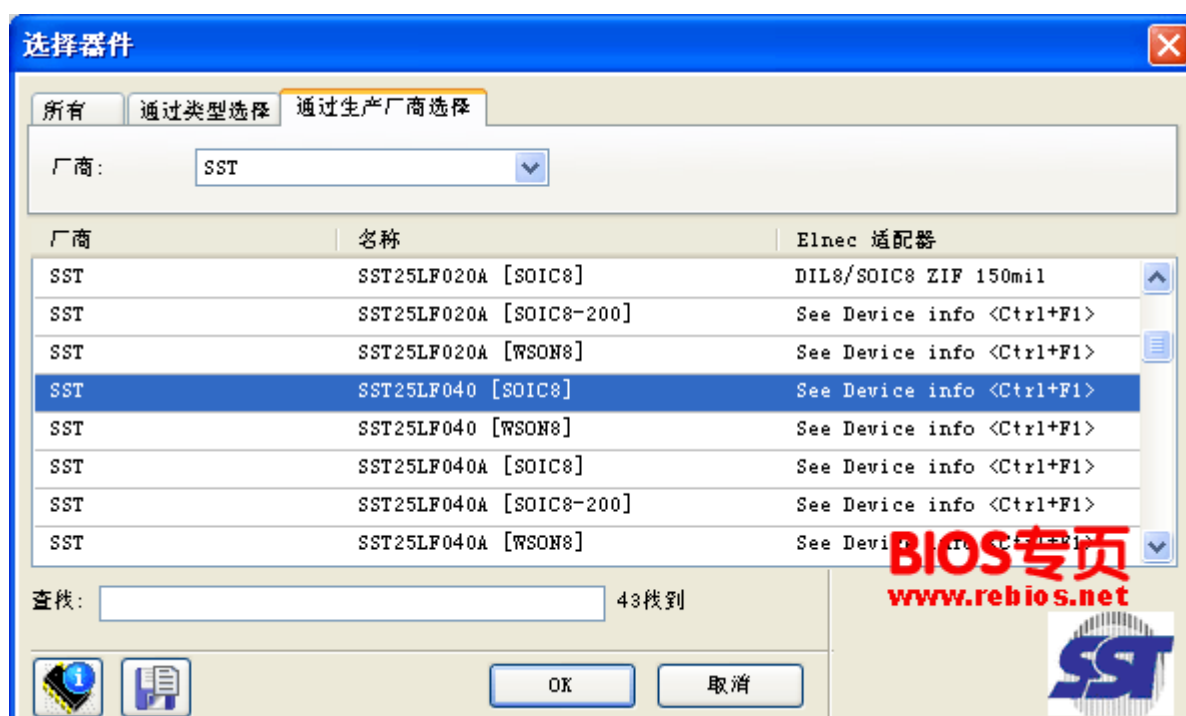 选择器件
所有 通过类型选择 通过生产厂商选择
厂商: SST
厂商 名称 Elnec 适配器
SST SST25LF020A [SOIC8] DIL8/SOIC8 ZIF 150mil
SST SST25LF020A [SOIC8-200] See Device info <Ctrl+F1>
SST SST25LF020A [WSON8] See Device info <Ctrl+F1>
SST SST25LF040 [SOIC8] See Device info <Ctrl+F1>
SST SST25LF040 [WSON8] See Device info <Ctrl+F1>
SST SST25LF040A [SOIC8] See Device info <Ctrl+F1>
SST SST25LF040A [SOIC8-200] See Device info <Ctrl+F1>
SST SST25LF040A [WSON8] See Device info <Ctrl+F1>
BIOS专页
www.rebios.net
查找: 43找到
OK 取消
SST